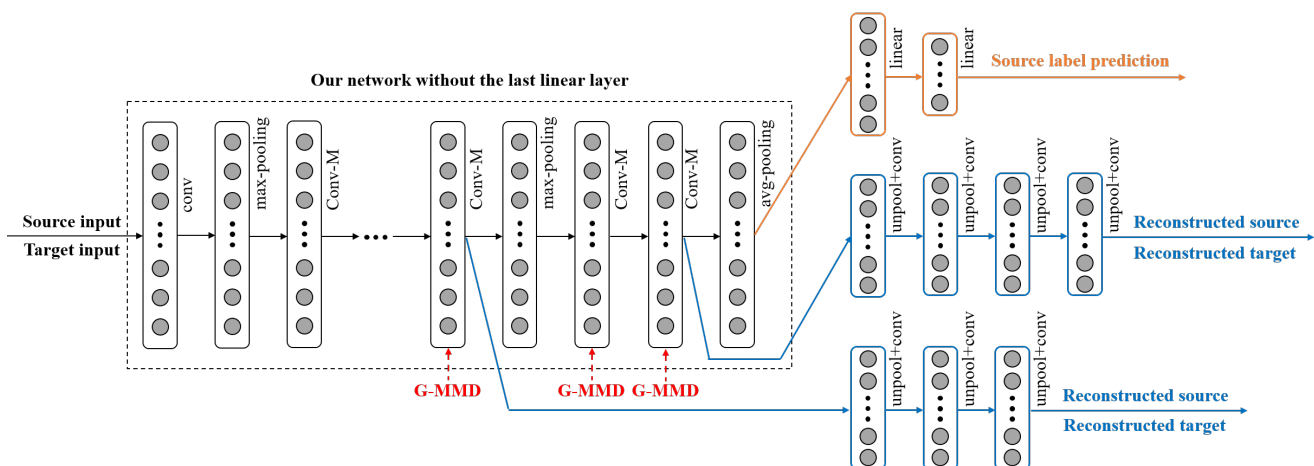 Our network without the last linear layer
Source input
Target input
conv
max-pooling
Conv-M
Conv-M
max-pooling
Conv-M
Conv-M
avg-pooling
G-MMD
G-MMD
G-MMD
linear
linear
Source label prediction
unpool+conv
unpool+conv
unpool+conv
unpool+conv
Reconstructed source
Reconstructed target
unpool+conv
unpool+conv
unpool+conv
Reconstructed source
Reconstructed target